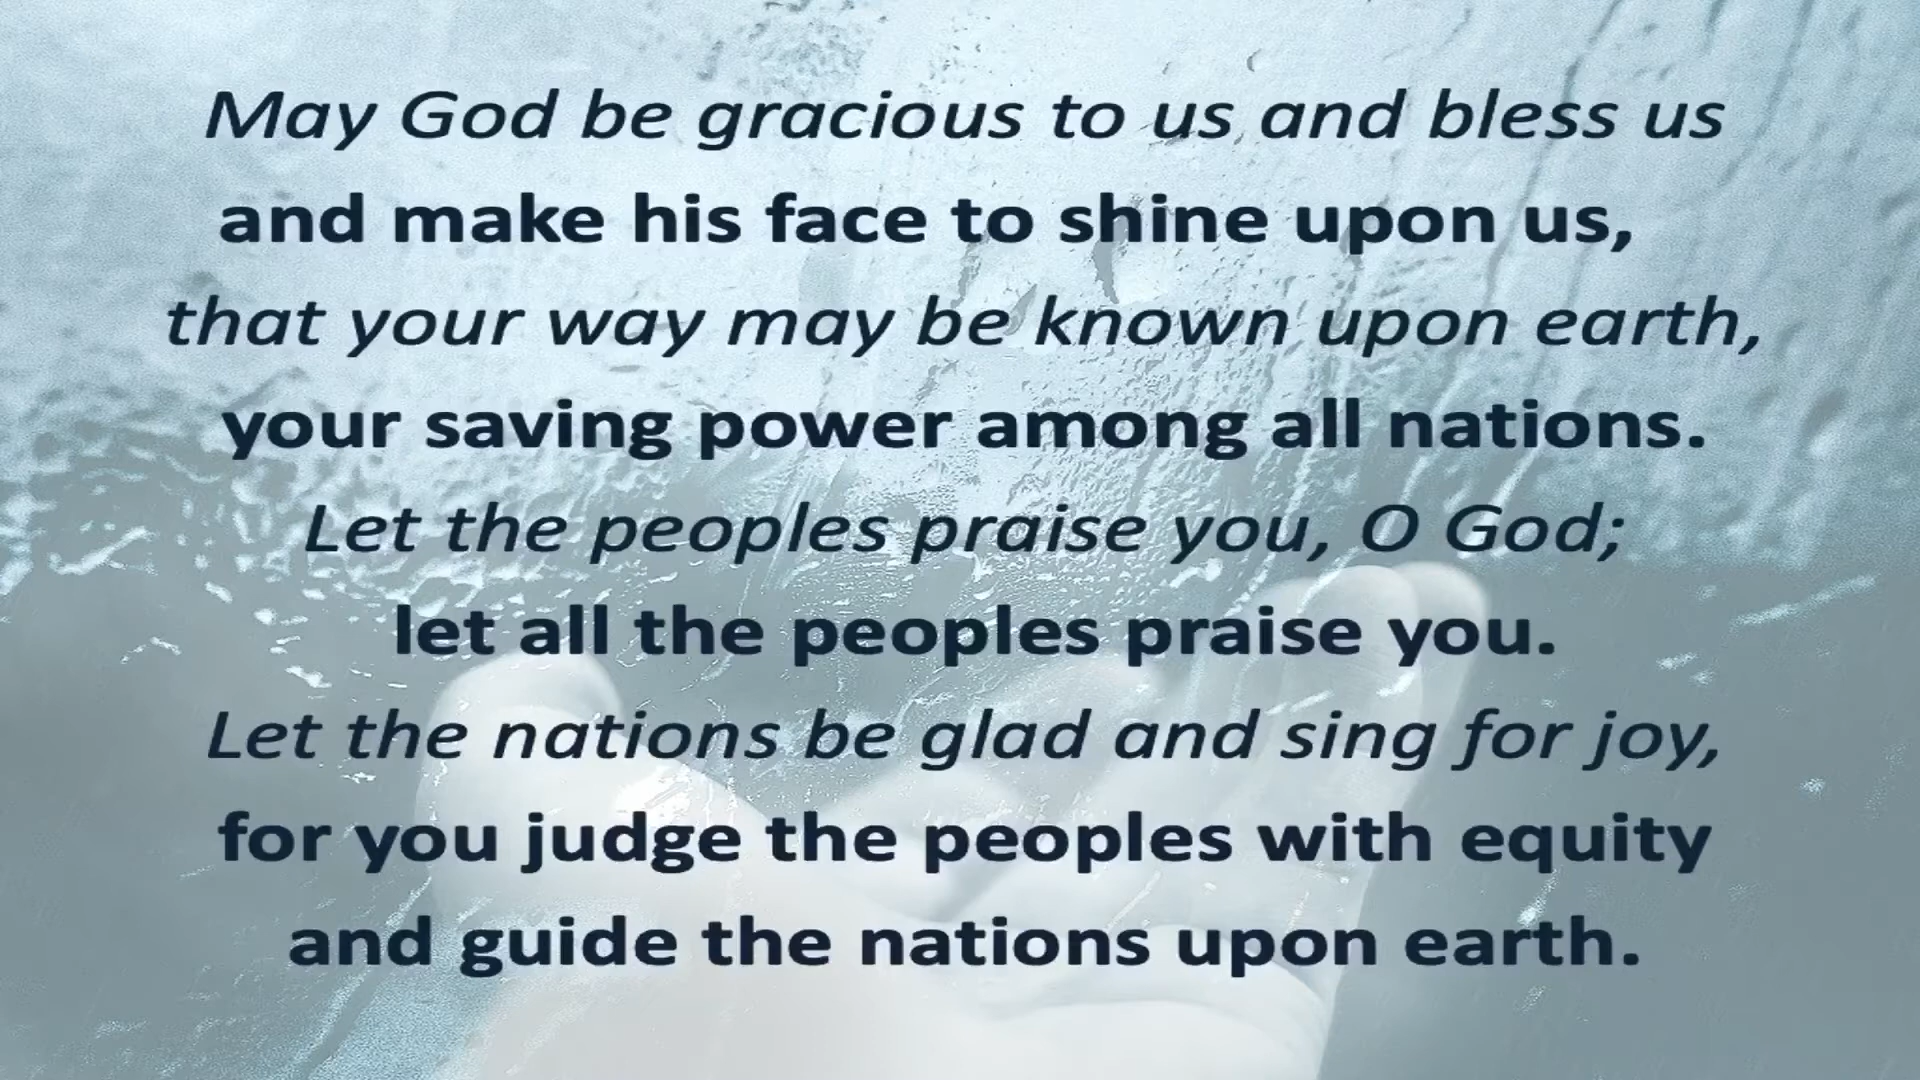 May God be gracious to us and bless us
and make his face to shine upon us,
that your way may be known upon earth,
your saving power among all nations.
Let the peoples praise you, O God;
let all the peoples praise you.
Let the nations be glad and sing for joy,
for you judge the peoples with equity
and guide the nations upon earth.